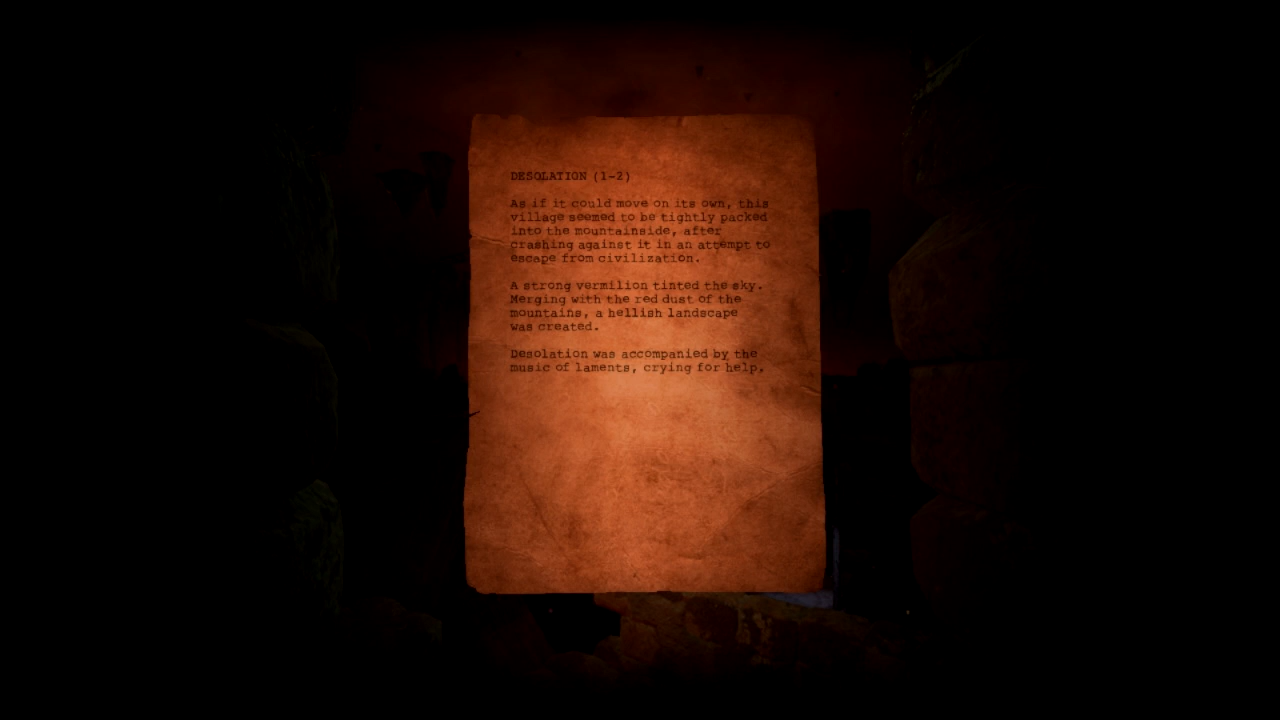 DESOLATION (1-2)
As if it could move on its own, this
village seemed to be tightly packed
into the mountainside, after
crashing against it in an attempt to
escape from civilization.
A strong vermilion tinted the sky.
Merging with the red dust of the
mountains, a hellish landscape
was created.
Desolation was accompanied by the
music of laments, crying for help.